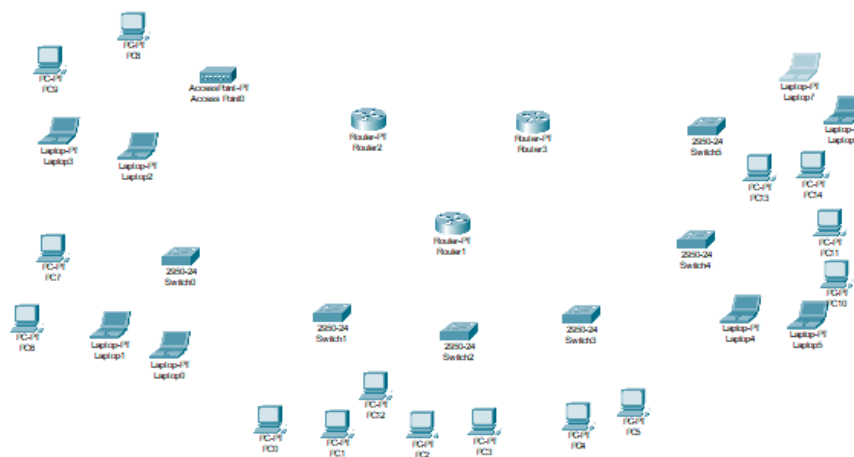 PC-PT
PC8
PC-PT
PC9
AccessPoint-PT
Access Point0
Laptop-PT
Laptop7
Router-PT
Router2
Router-PT
Router3
Laptop-PT
Laptop3
Laptop-PT
Laptop2
2950-24
Switch5
Laptop
PC-PT
PC13
PC-PT
PC14
Router-PT
Router1
PC-PT
PC7
2950-24
Switch0
2950-24
Switch4
PC-PT
PC11
PC-PT
PC10
PC-PT
PC6
Laptop-PT
Laptop1
Laptop-PT
Laptop0
2950-24
Switch1
2950-24
Switch2
2950-24
Switch3
Laptop-PT
Laptop4
Laptop-PT
Laptop5
PC-PT
PC12
PC-PT
PC0
PC-PT
PC1
PC-PT
PC2
PC-PT
PC3
PC-PT
PC4
PC-PT
PC5